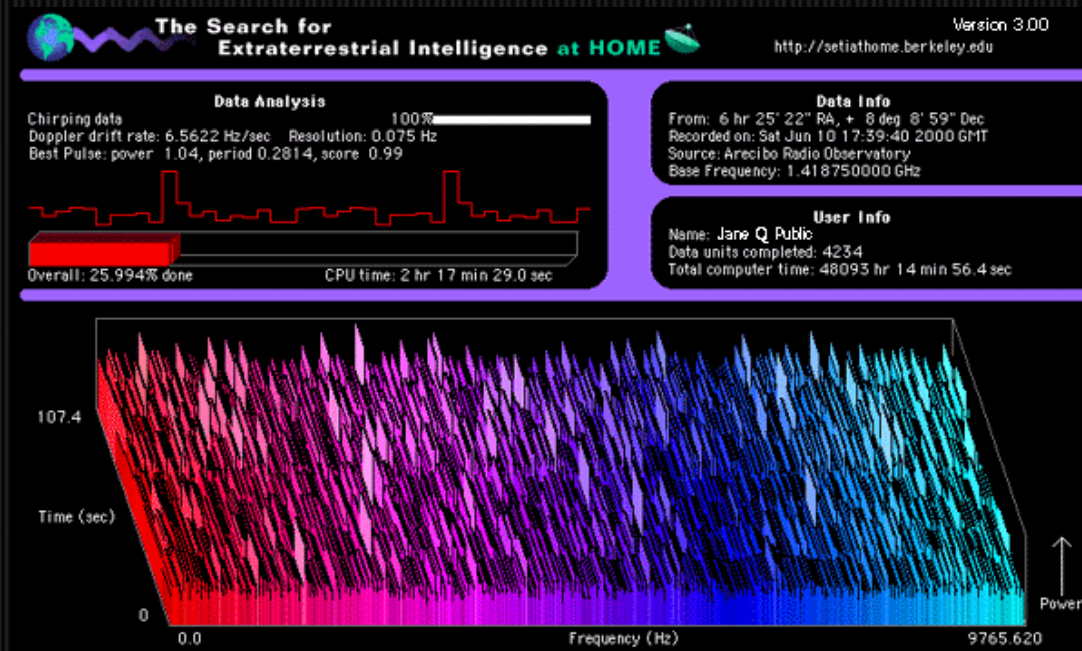 The Search for
Extraterrestrial Intelligence at HOME
Version 3.00
http://setiathome.berkeley.edu
Data Analysis
Chirping data 100%
Doppler drift rate: 6.5622 Hz/sec Resolution: 0.075 Hz
Best Pulse: power 1.04, period 0.2814, score 0.99
Overall: 25.994% done CPU time: 2 hr 17 min 29.0 sec
Data Info
From: 6 hr 25' 22" RA, + 8 deg 8' 59" Dec
Recorded on: Sat Jun 10 17:39:40 2000 GMT
Source: Arecibo Radio Observatory
Base Frequency: 1.418750000 GHz
User Info
Name: Jane Q Public
Data units completed: 4234
Total computer time: 48093 hr 14 min 56.4 sec
107.4
Time (sec)
0
Power
0.0 Frequency (Hz) 9765.620